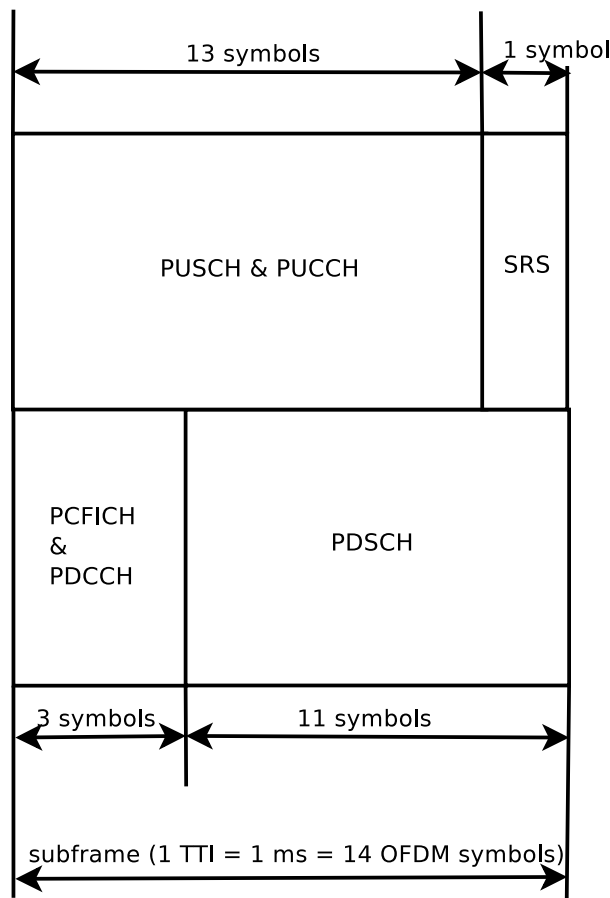 13 symbols
1 symbol
PUSCH & PUCCH
SRS
PCFICH
&
PDCCH
PDSCH
3 symbols
11 symbols
subframe (1 TTI = 1 ms = 14 OFDM symbols)